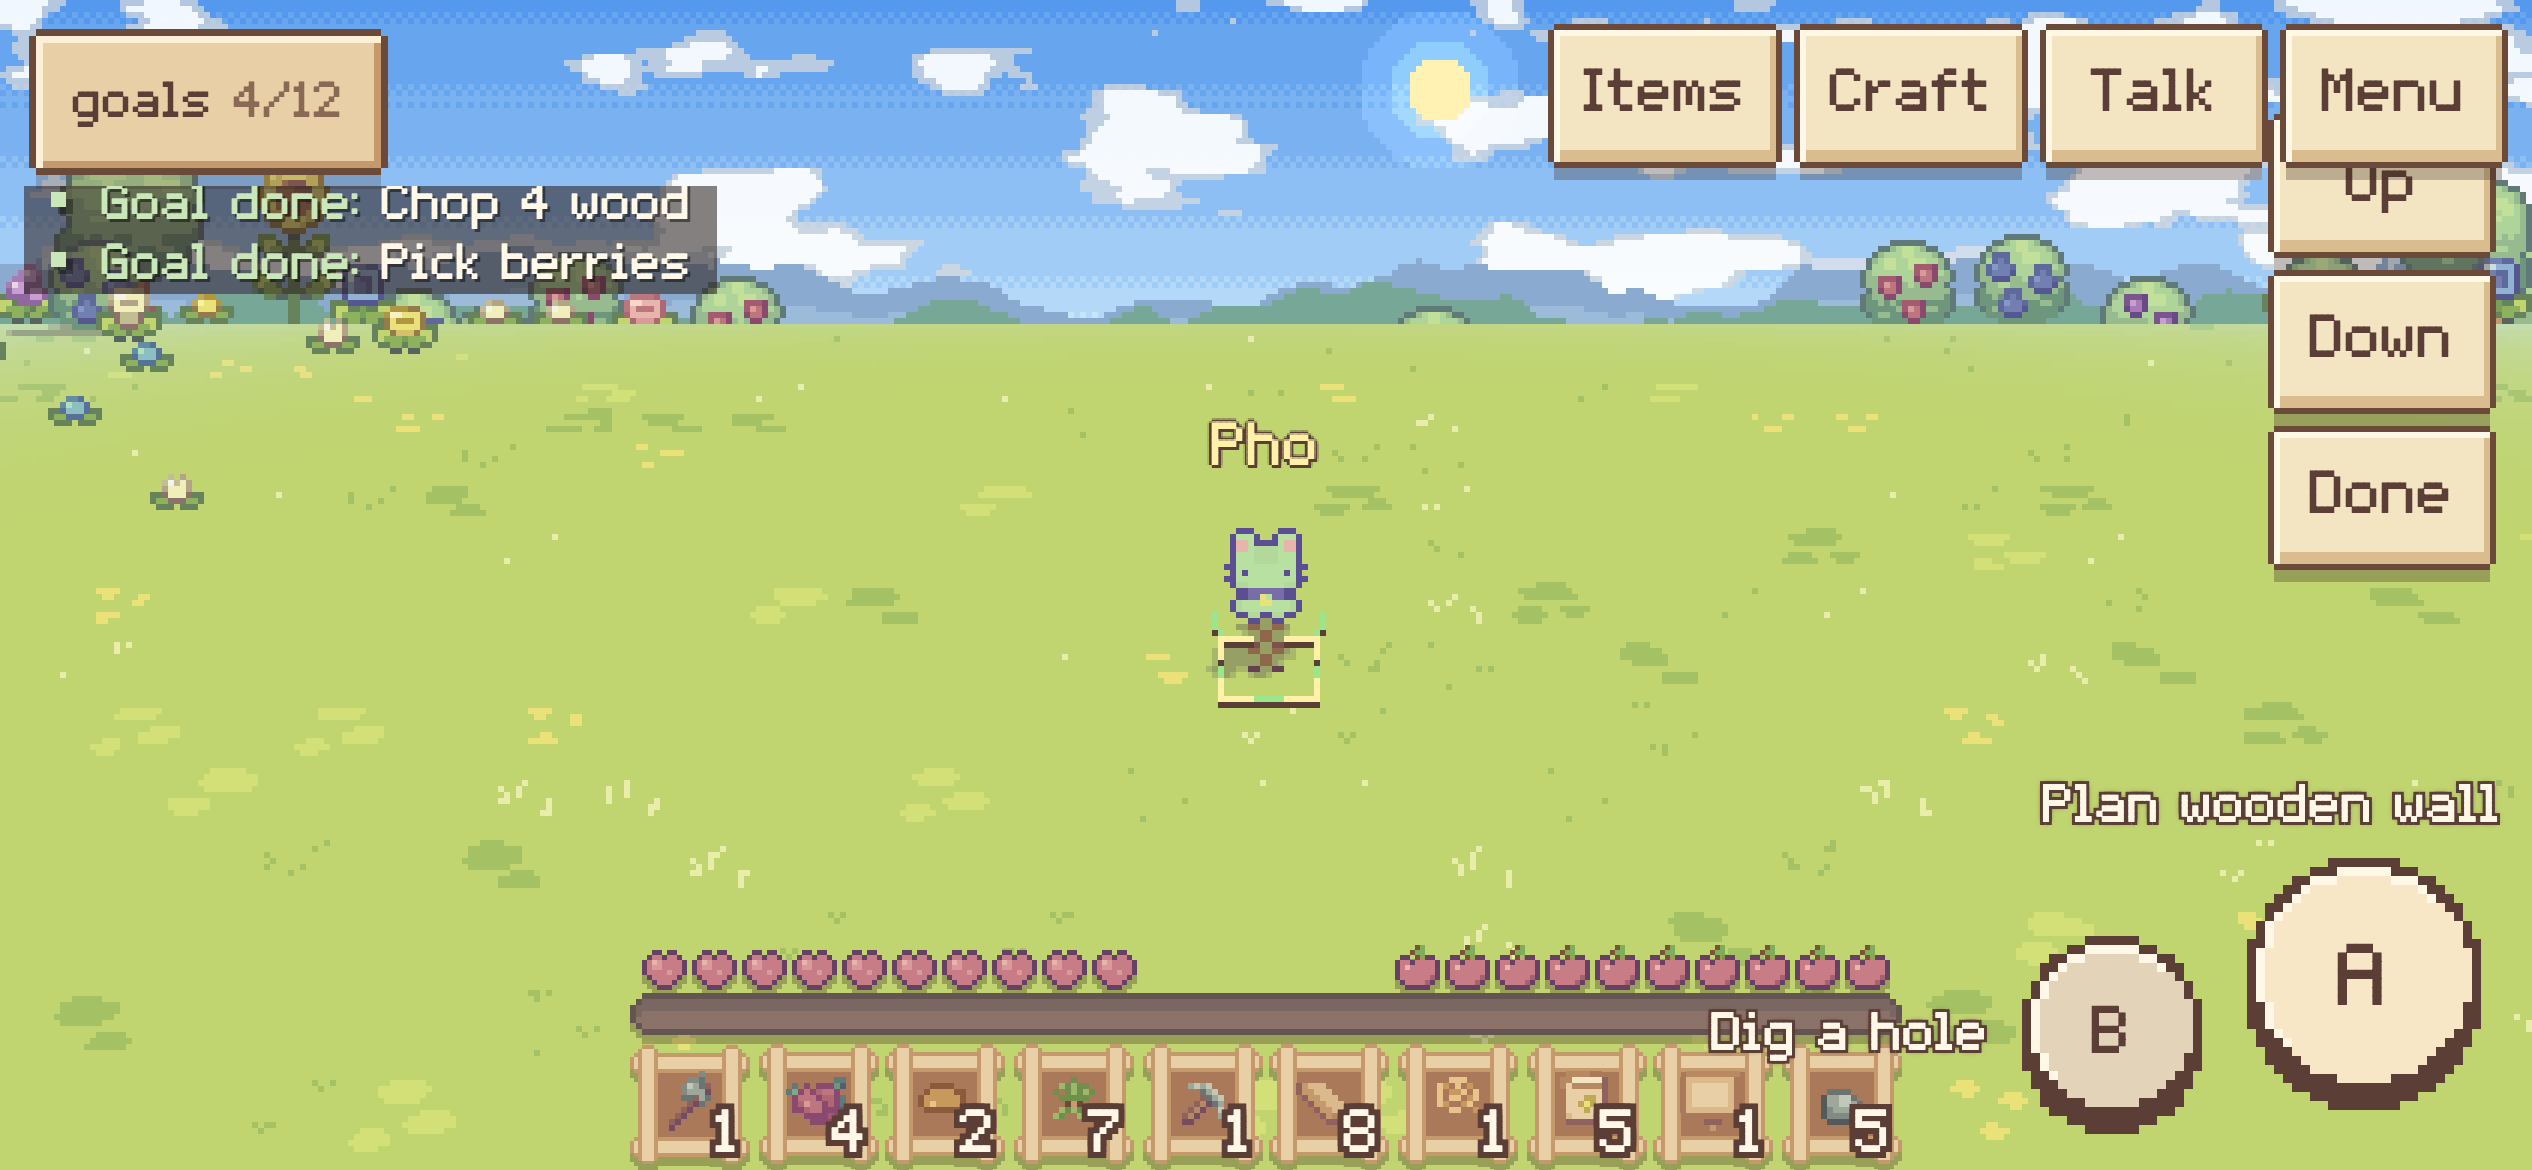 goals 4/12
Items
Craft
Talk
Menu
Goal done: Chop 4 wood
Goal done: Pick berries
Up
Down
Done
Pho
Plan wooden wall
A
B
Dig a hole
1
4
2
7
1
8
1
5
1
5